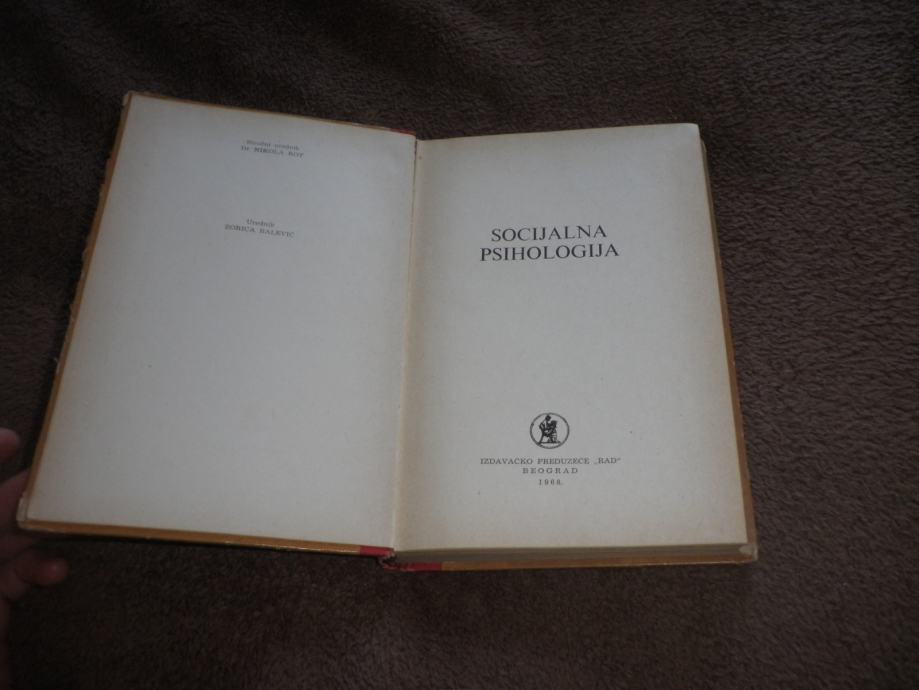 Stručni urednik
Dr NIKOLA ROT
Urednik
ZORICA BALEVIĆ
SOCIJALNA
PSIHOLOGIJA
IZDAVAČKO PREDUZEĆE „RAD“
BEOGRAD
1968.